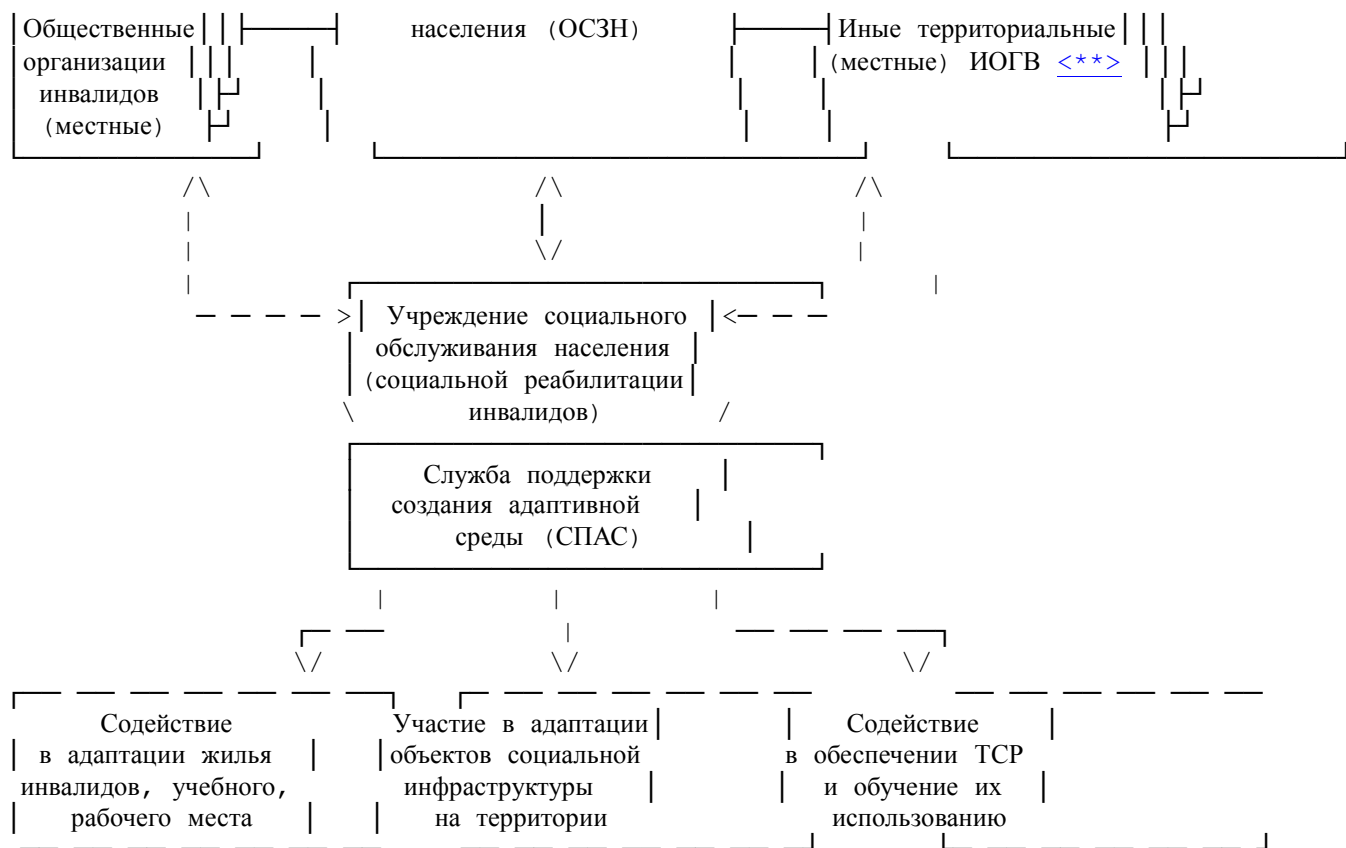 Общественные населения (ОСЗН) Иные территориальные
организации (местные) ИОГВ <**>
инвалидов
(местные)
Учреждение социального
обслуживания населения
(социальной реабилитации
инвалидов)
Служба поддержки
создания адаптивной
среды (СПАС)
Содействие Участие в адаптации Содействие
в адаптации жилья объектов социальной в обеспечении ТСР
инвалидов, учебного, инфраструктуры и обучение их
рабочего места на территории использованию